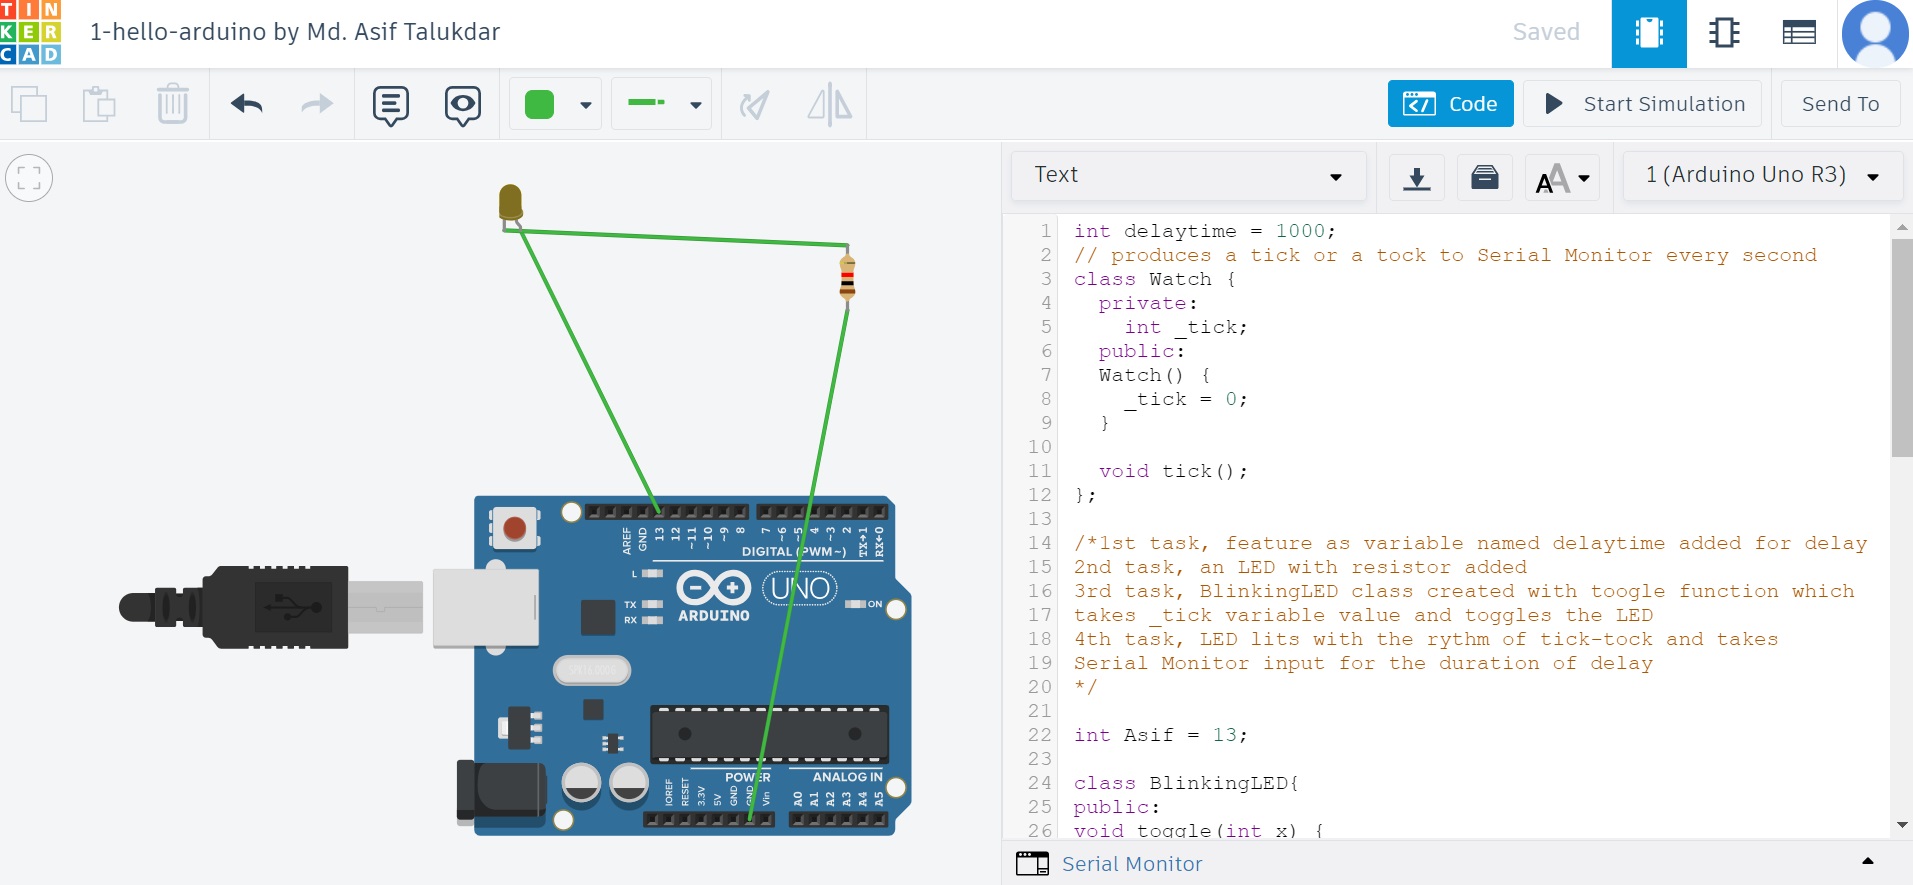 TIN
KER
CAD
1-hello-arduino by Md. Asif Talukdar
Saved
Code
Start Simulation
Send To
Text
1 (Arduino Uno R3)
1 int delaytime = 1000;
2 // produces a tick or a tock to Serial Monitor every second
3 class Watch {
4 private:
5 int _tick;
6 public:
7 Watch() {
8 _tick = 0;
9 }
10
11 void tick();
12 };
13
14 /*1st task, feature as variable named delaytime added for delay
15 2nd task, an LED with resistor added
16 3rd task, BlinkingLED class created with toogle function which
17 takes _tick variable value and toggles the LED
18 4th task, LED lits with the rythm of tick-tock and takes
19 Serial Monitor input for the duration of delay
20 */
21
22 int Asif = 13;
23
24 class BlinkingLED{
25 public:
26 void toggle(int x) {
Serial Monitor
AREF GND 13 12 ~11 ~10 ~9 8 7 ~6 ~5 4 ~3 2 TX→1 RX←0
DIGITAL (PWM~)
L
TX
RX
ARDUINO
UNO
ON
POWER
ANALOG IN
IOREF RESET 3.3V 5V GND GND Vin A0 A1 A2 A3 A4 A5